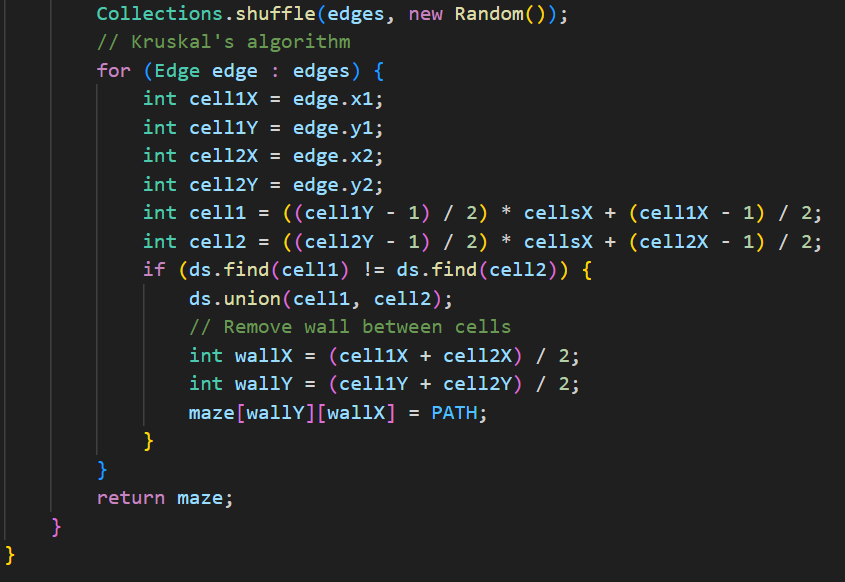 Collections.shuffle(edges, new Random());
// Kruskal's algorithm
for (Edge edge : edges) {
int cell1X = edge.x1;
int cell1Y = edge.y1;
int cell2X = edge.x2;
int cell2Y = edge.y2;
int cell1 = ((cell1Y - 1) / 2) * cellsX + (cell1X - 1) / 2;
int cell2 = ((cell2Y - 1) / 2) * cellsX + (cell2X - 1) / 2;
if (ds.find(cell1) != ds.find(cell2)) {
ds.union(cell1, cell2);
// Remove wall between cells
int wallX = (cell1X + cell2X) / 2;
int wallY = (cell1Y + cell2Y) / 2;
maze[wallY][wallX] = PATH;
}
}
return maze;
}
}